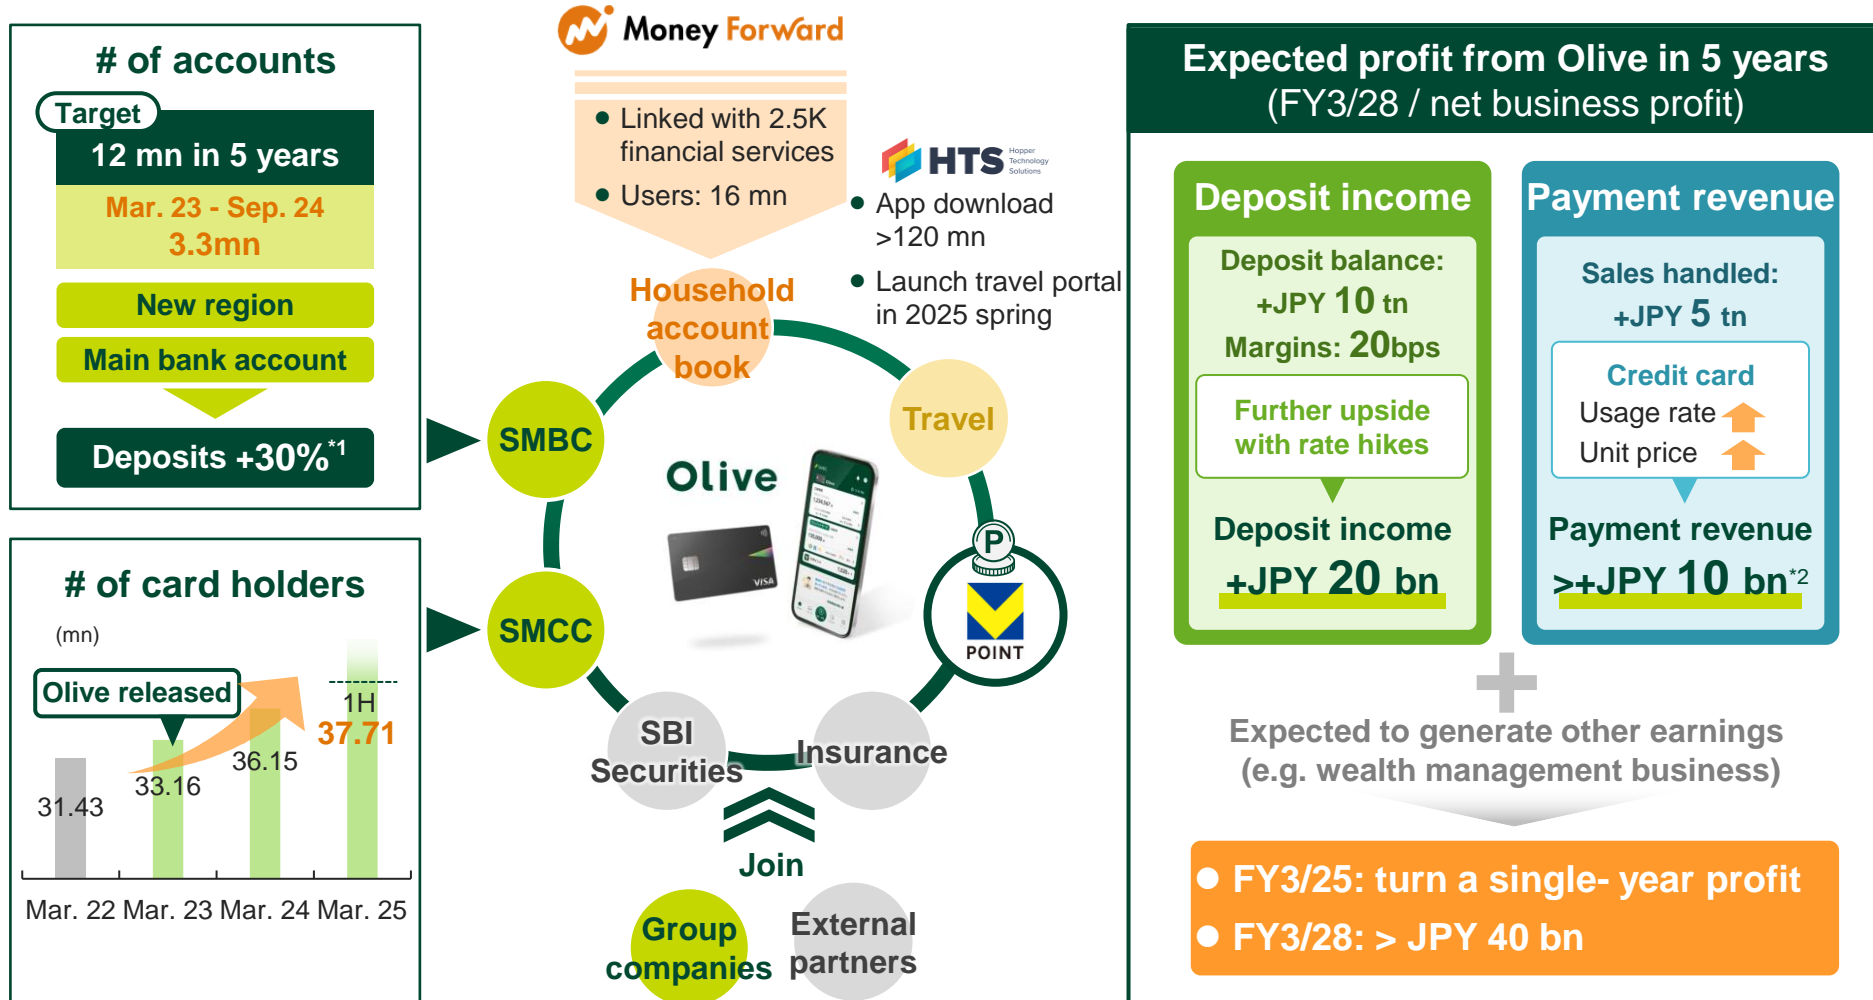 # of accounts
Target
12 mn in 5 years
Mar. 23 - Sep. 24
3.3mn
New region
Main bank account
Deposits +30%*1
# of card holders
(mn)
Olive released
31.43
33.16
36.15
1H
37.71
Mar. 22 Mar. 23 Mar. 24 Mar. 25
Money Forward
● Linked with 2.5K
financial services
● Users: 16 mn
HTS Hopper
Technology
Solutions
● App download
>120 mn
● Launch travel portal
in 2025 spring
Household
account
book
Travel
SMBC
Olive
VISA
SMCC
P
POINT
SBI
Securities
Insurance
Join
Group
companies
External
partners
Expected profit from Olive in 5 years
(FY3/28 / net business profit)
Deposit income
Deposit balance:
+JPY 10 tn
Margins: 20bps
Further upside
with rate hikes
Deposit income
+JPY 20 bn
Payment revenue
Sales handled:
+JPY 5 tn
Credit card
Usage rate
Unit price
Payment revenue
>+JPY 10 bn*2
Expected to generate other earnings
(e.g. wealth management business)
● FY3/25: turn a single- year profit
● FY3/28: > JPY 40 bn